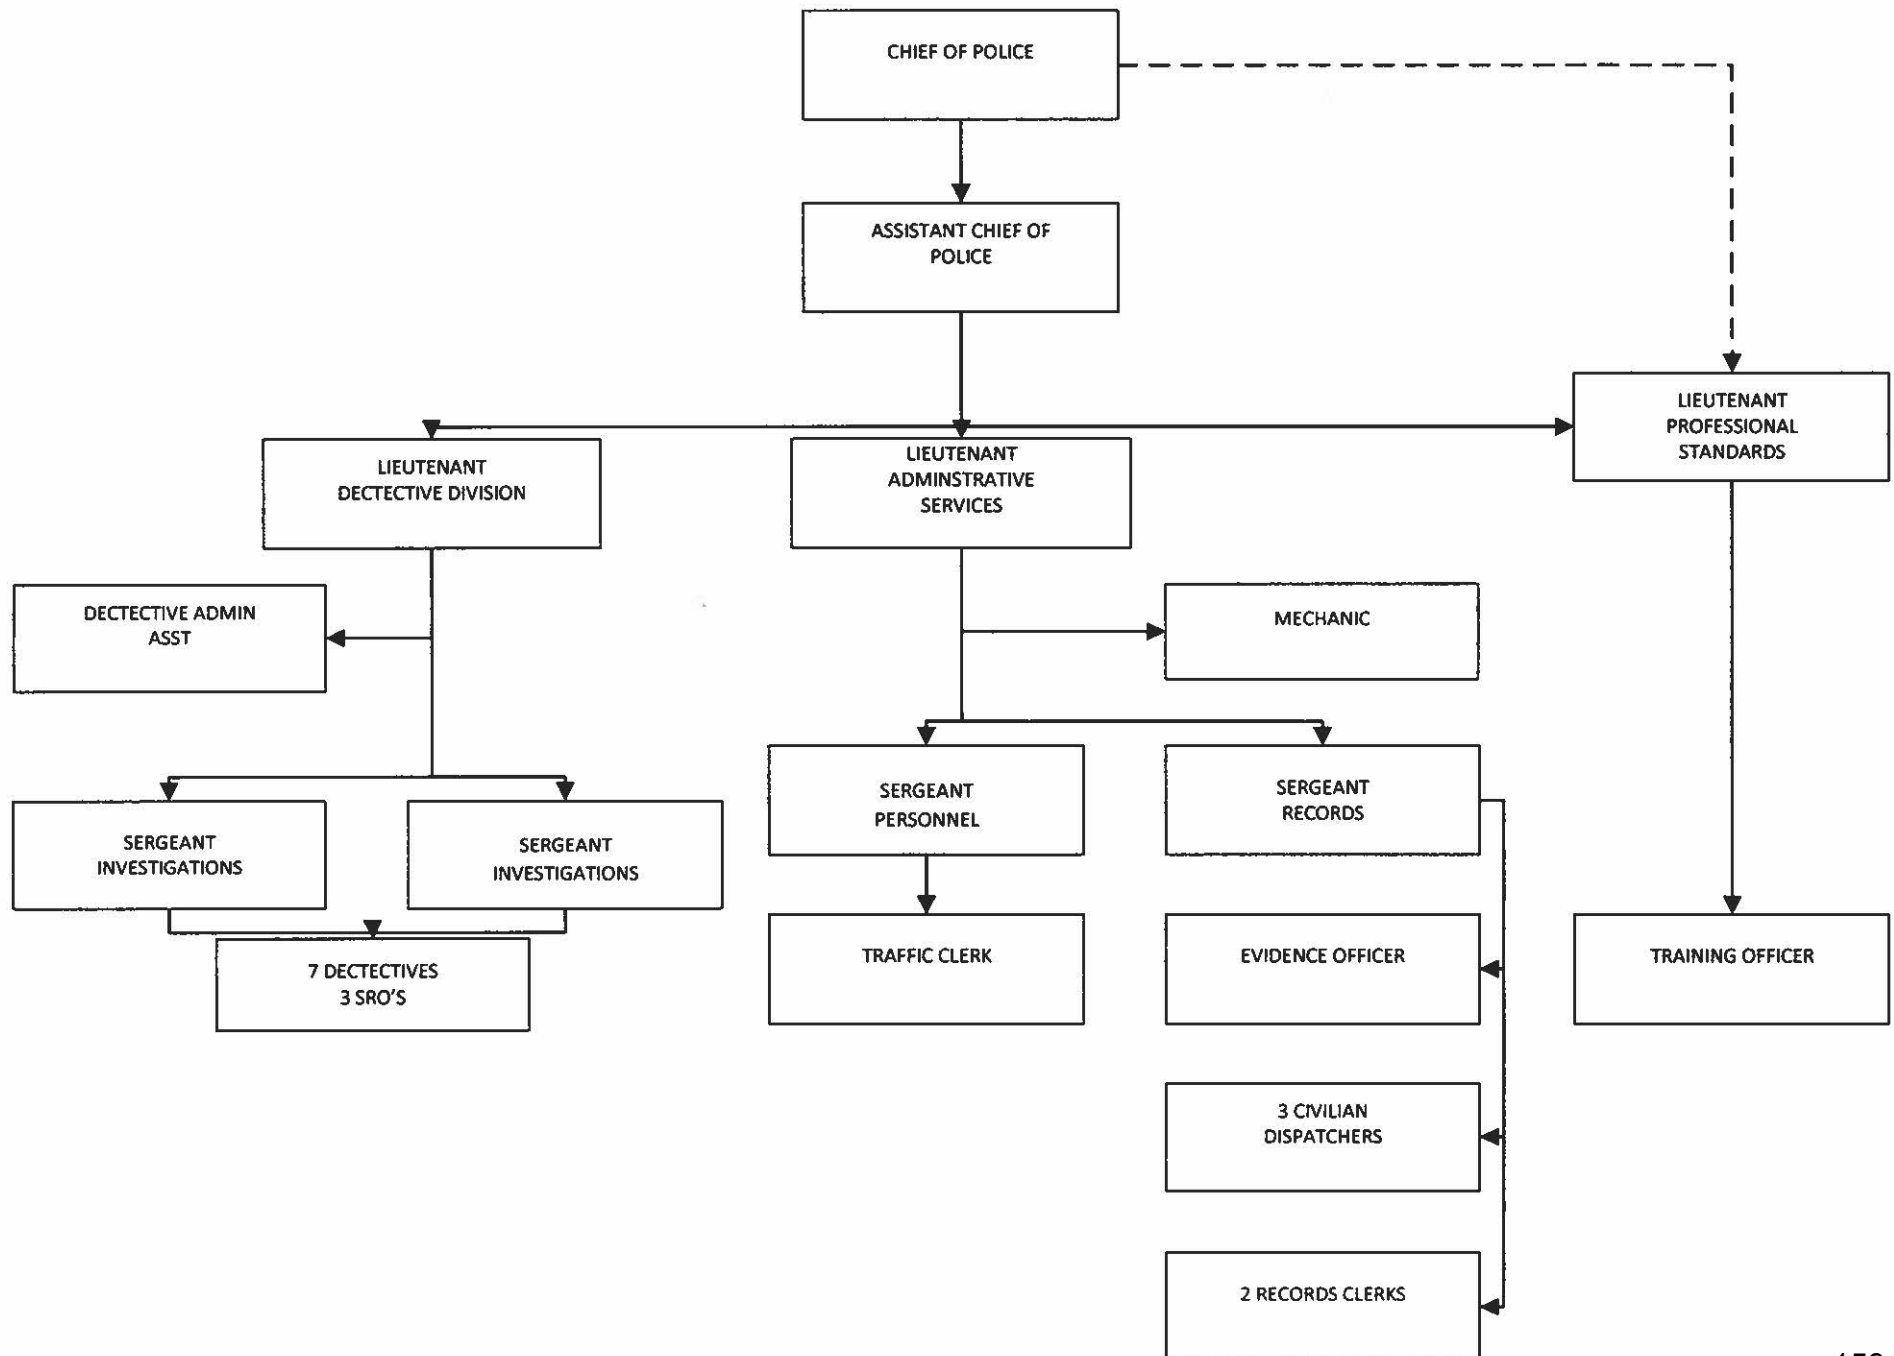 CHIEF OF POLICE
ASSISTANT CHIEF OF
POLICE
LIEUTENANT
PROFESSIONAL
STANDARDS
LIEUTENANT
DECTECTIVE DIVISION
LIEUTENANT
ADMINSTRATIVE
SERVICES
DECTECTIVE ADMIN
ASST
MECHANIC
SERGEANT
INVESTIGATIONS
SERGEANT
INVESTIGATIONS
SERGEANT
PERSONNEL
SERGEANT
RECORDS
7 DECTECTIVES
3 SRO'S
TRAFFIC CLERK
EVIDENCE OFFICER
TRAINING OFFICER
3 CIVILIAN
DISPATCHERS
2 RECORDS CLERKS